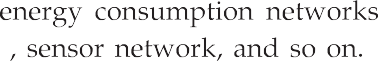 energy consumption networks
, sensor network, and so on.